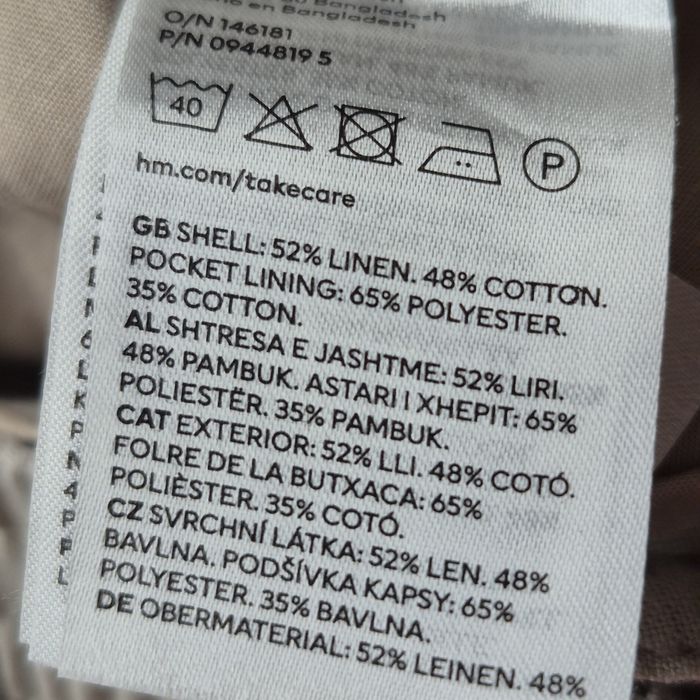 en Bangladesh
O/N 146181
P/N 0944819 5
40
P
hm.com/takecare
GB SHELL: 52% LINEN. 48% COTTON.
POCKET LINING: 65% POLYESTER.
35% COTTON.
AL SHTRESA E JASHTME: 52% LIRI.
48% PAMBUK. ASTARI I XHEPIT: 65%
POLIESTËR. 35% PAMBUK.
CAT EXTERIOR: 52% LLI. 48% COTÓ.
FOLRE DE LA BUTXACA: 65%
POLIÈSTER. 35% COTÓ.
CZ SVRCHNÍ LÁTKA: 52% LEN. 48%
BAVLNA. PODŠÍVKA KAPSY: 65%
POLYESTER. 35% BAVLNA.
DE OBERMATERIAL: 52% LEINEN. 48%